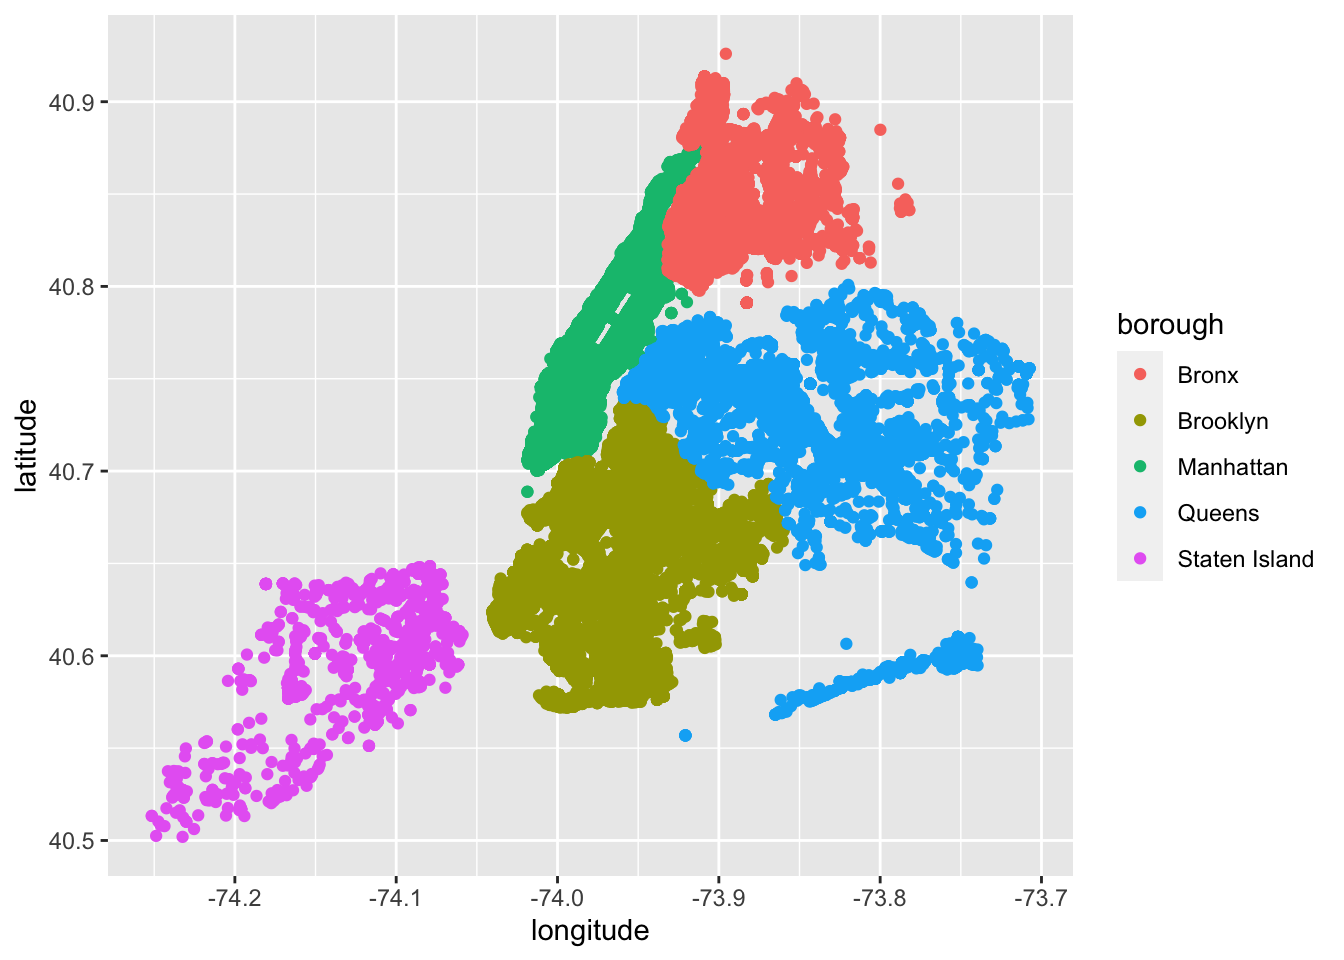 40.9
40.8
40.7
40.6
40.5
latitude
-74.2
-74.1
-74.0
-73.9
-73.8
-73.7
longitude
borough
Bronx
Brooklyn
Manhattan
Queens
Staten Island